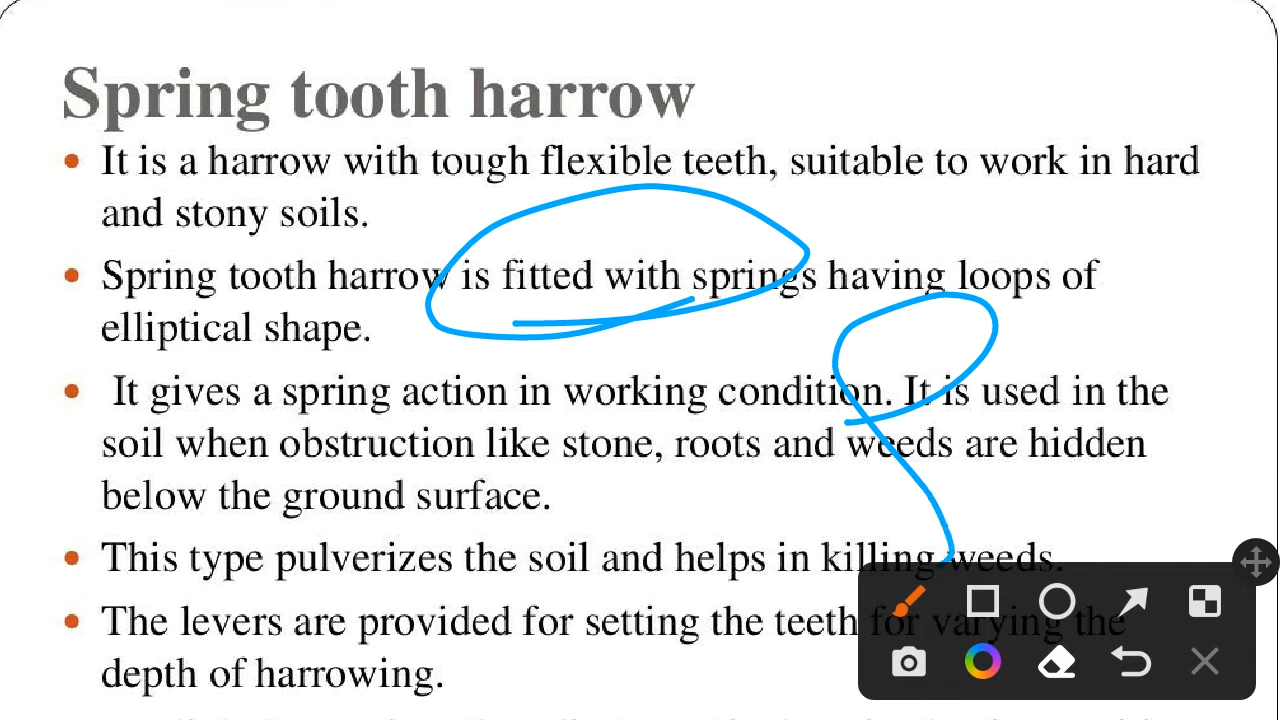 Spring tooth harrow
• It is a harrow with tough flexible teeth, suitable to work in hard
and stony soils.
• Spring tooth harrow is fitted with springs having loops of
elliptical shape.
• It gives a spring action in working condition. It is used in the
soil when obstruction like stone, roots and weeds are hidden
below the ground surface.
• This type pulverizes the soil and helps in killing weeds.
• The levers are provided for setting the teeth for varying the
depth of harrowing.